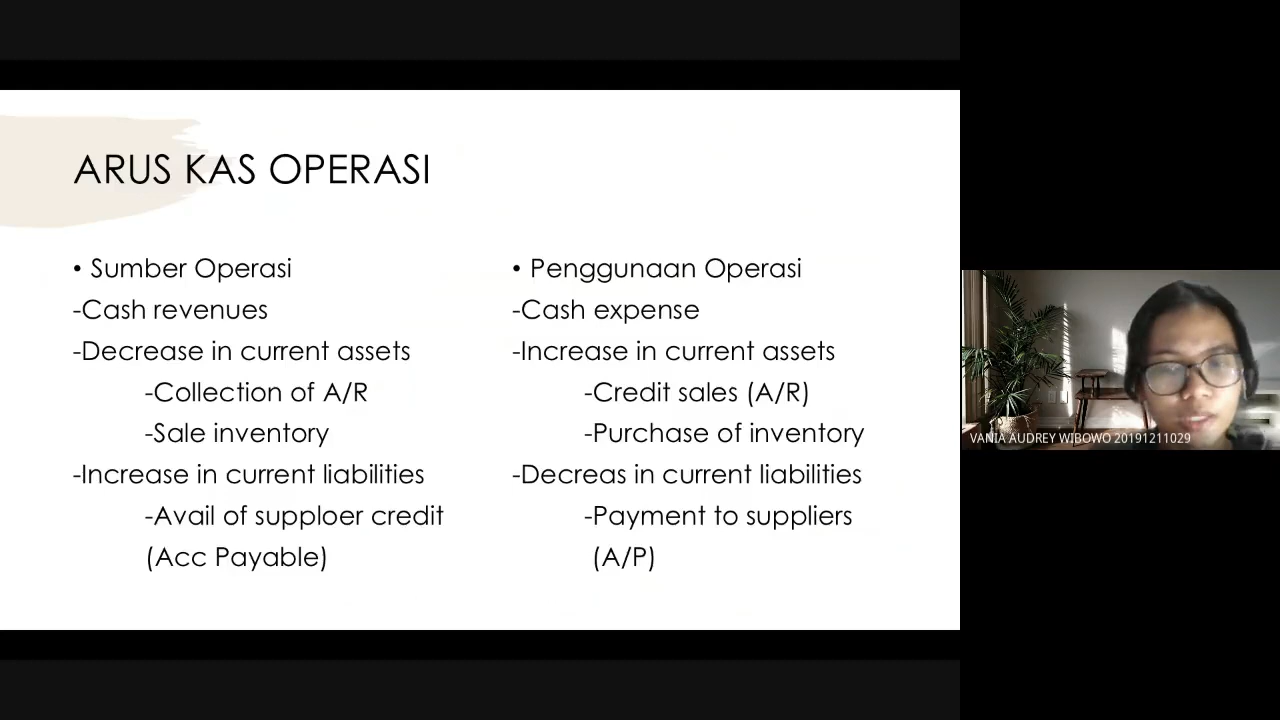 ARUS KAS OPERASI
• Sumber Operasi
-Cash revenues
-Decrease in current assets
-Collection of A/R
-Sale inventory
-Increase in current liabilities
-Avail of supploer credit
(Acc Payable)
• Penggunaan Operasi
-Cash expense
-Increase in current assets
-Credit sales (A/R)
-Purchase of inventory
-Decreas in current liabilities
-Payment to suppliers
(A/P)
VANIA AUDREY WIBOWO 20191211029